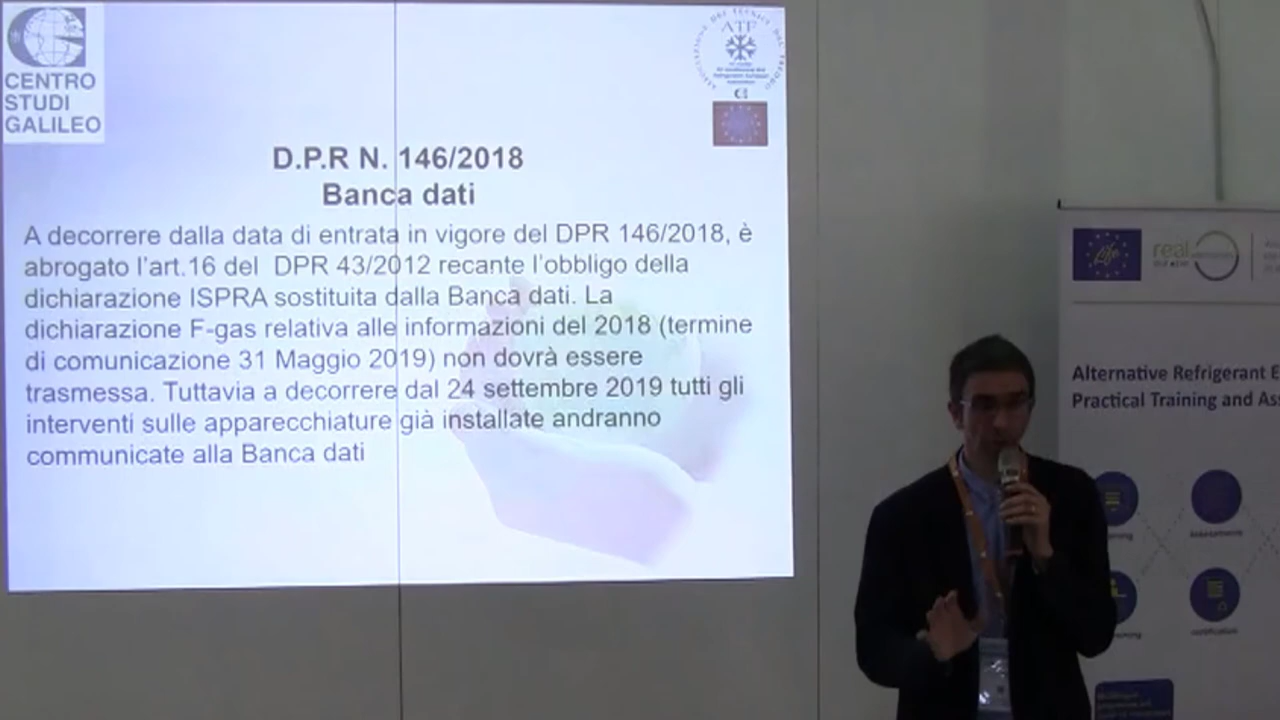 CENTRO
STUDI
GALILEO
ATF
D.P.R N. 146/2018
Banca dati
A decorrere dalla data di entrata in vigore del DPR 146/2018, è
abrogato l'art.16 del DPR 43/2012 recante l'obbligo della
dichiarazione ISPRA sostituita dalla Banca dati. La
dichiarazione F-gas relativa alle informazioni del 2018 (termine
di comunicazione 31 Maggio 2019) non dovrà essere
trasmessa. Tuttavia a decorrere dal 24 settembre 2019 tutti gli
interventi sulle apparecchiature già installate andranno
communicate alla Banca dati
real
Alternative Refrigerant E
Practical Training and Ass